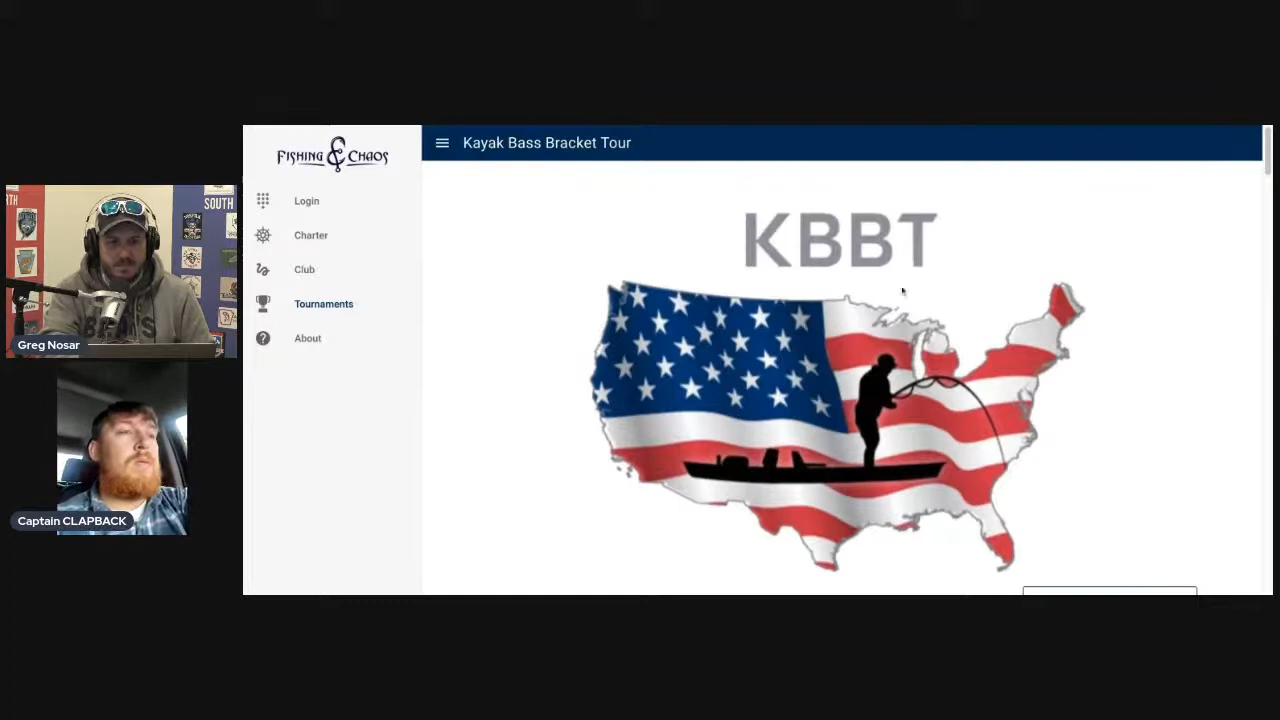 Kayak Bass Bracket Tour
FISHING & CHAOS
Login
Charter
Club
Tournaments
About
KBBT
SOUTH
Greg Nosar
Captain CLAPBACK